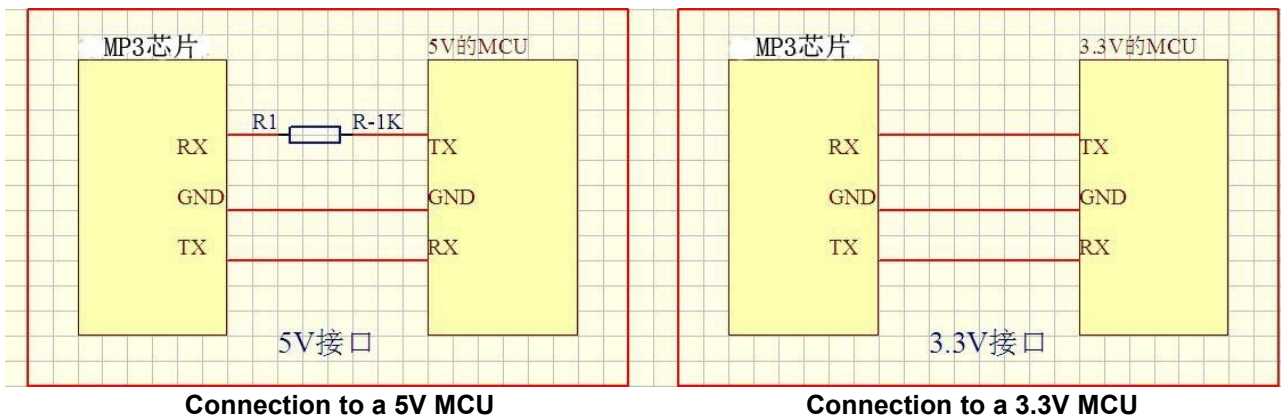 MP3芯片
5V的MCU
R1
R-1K
RX
TX
GND
GND
TX
RX
5V接口
Connection to a 5V MCU
MP3芯片
3.3V的MCU
RX
TX
GND
GND
TX
RX
3.3V接口
Connection to a 3.3V MCU